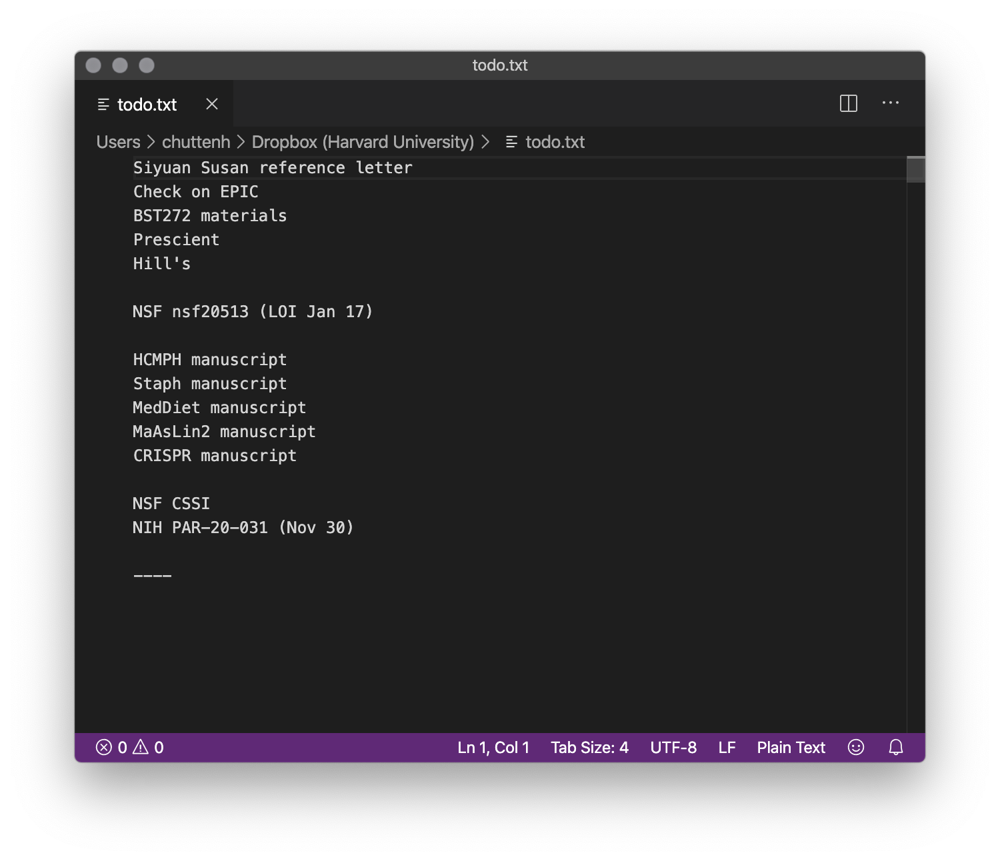 todo.txt
todo.txt
Users > chuttenh > Dropbox (Harvard University) > todo.txt
Siyuan Susan reference letter
Check on EPIC
BST272 materials
Prescient
Hill's
NSF nsf20513 (LOI Jan 17)
HCMPH manuscript
Staph manuscript
MedDiet manuscript
MaAsLin2 manuscript
CRISPR manuscript
NSF CSSI
NIH PAR-20-031 (Nov 30)
----
0 0 Ln 1, Col 1 Tab Size: 4 UTF-8 LF Plain Text